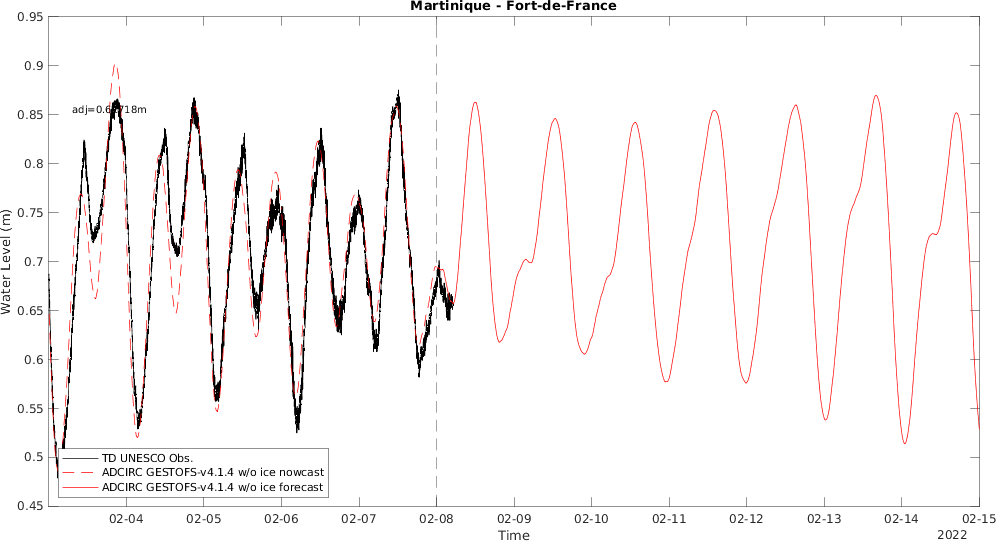 Martinique - Fort-de-France
0.95
0.9
0.85
0.8
0.75
0.7
0.65
0.6
0.55
0.5
0.45
Water Level (m)
TD UNESCO Obs.
ADCIRC GESTOFS-v4.1.4 w/o ice nowcast
ADCIRC GESTOFS-v4.1.4 w/o ice forecast
02-04 02-05 02-06 02-07 02-08 02-09 02-10 02-11 02-12 02-13 02-14 02-15
Time
2022